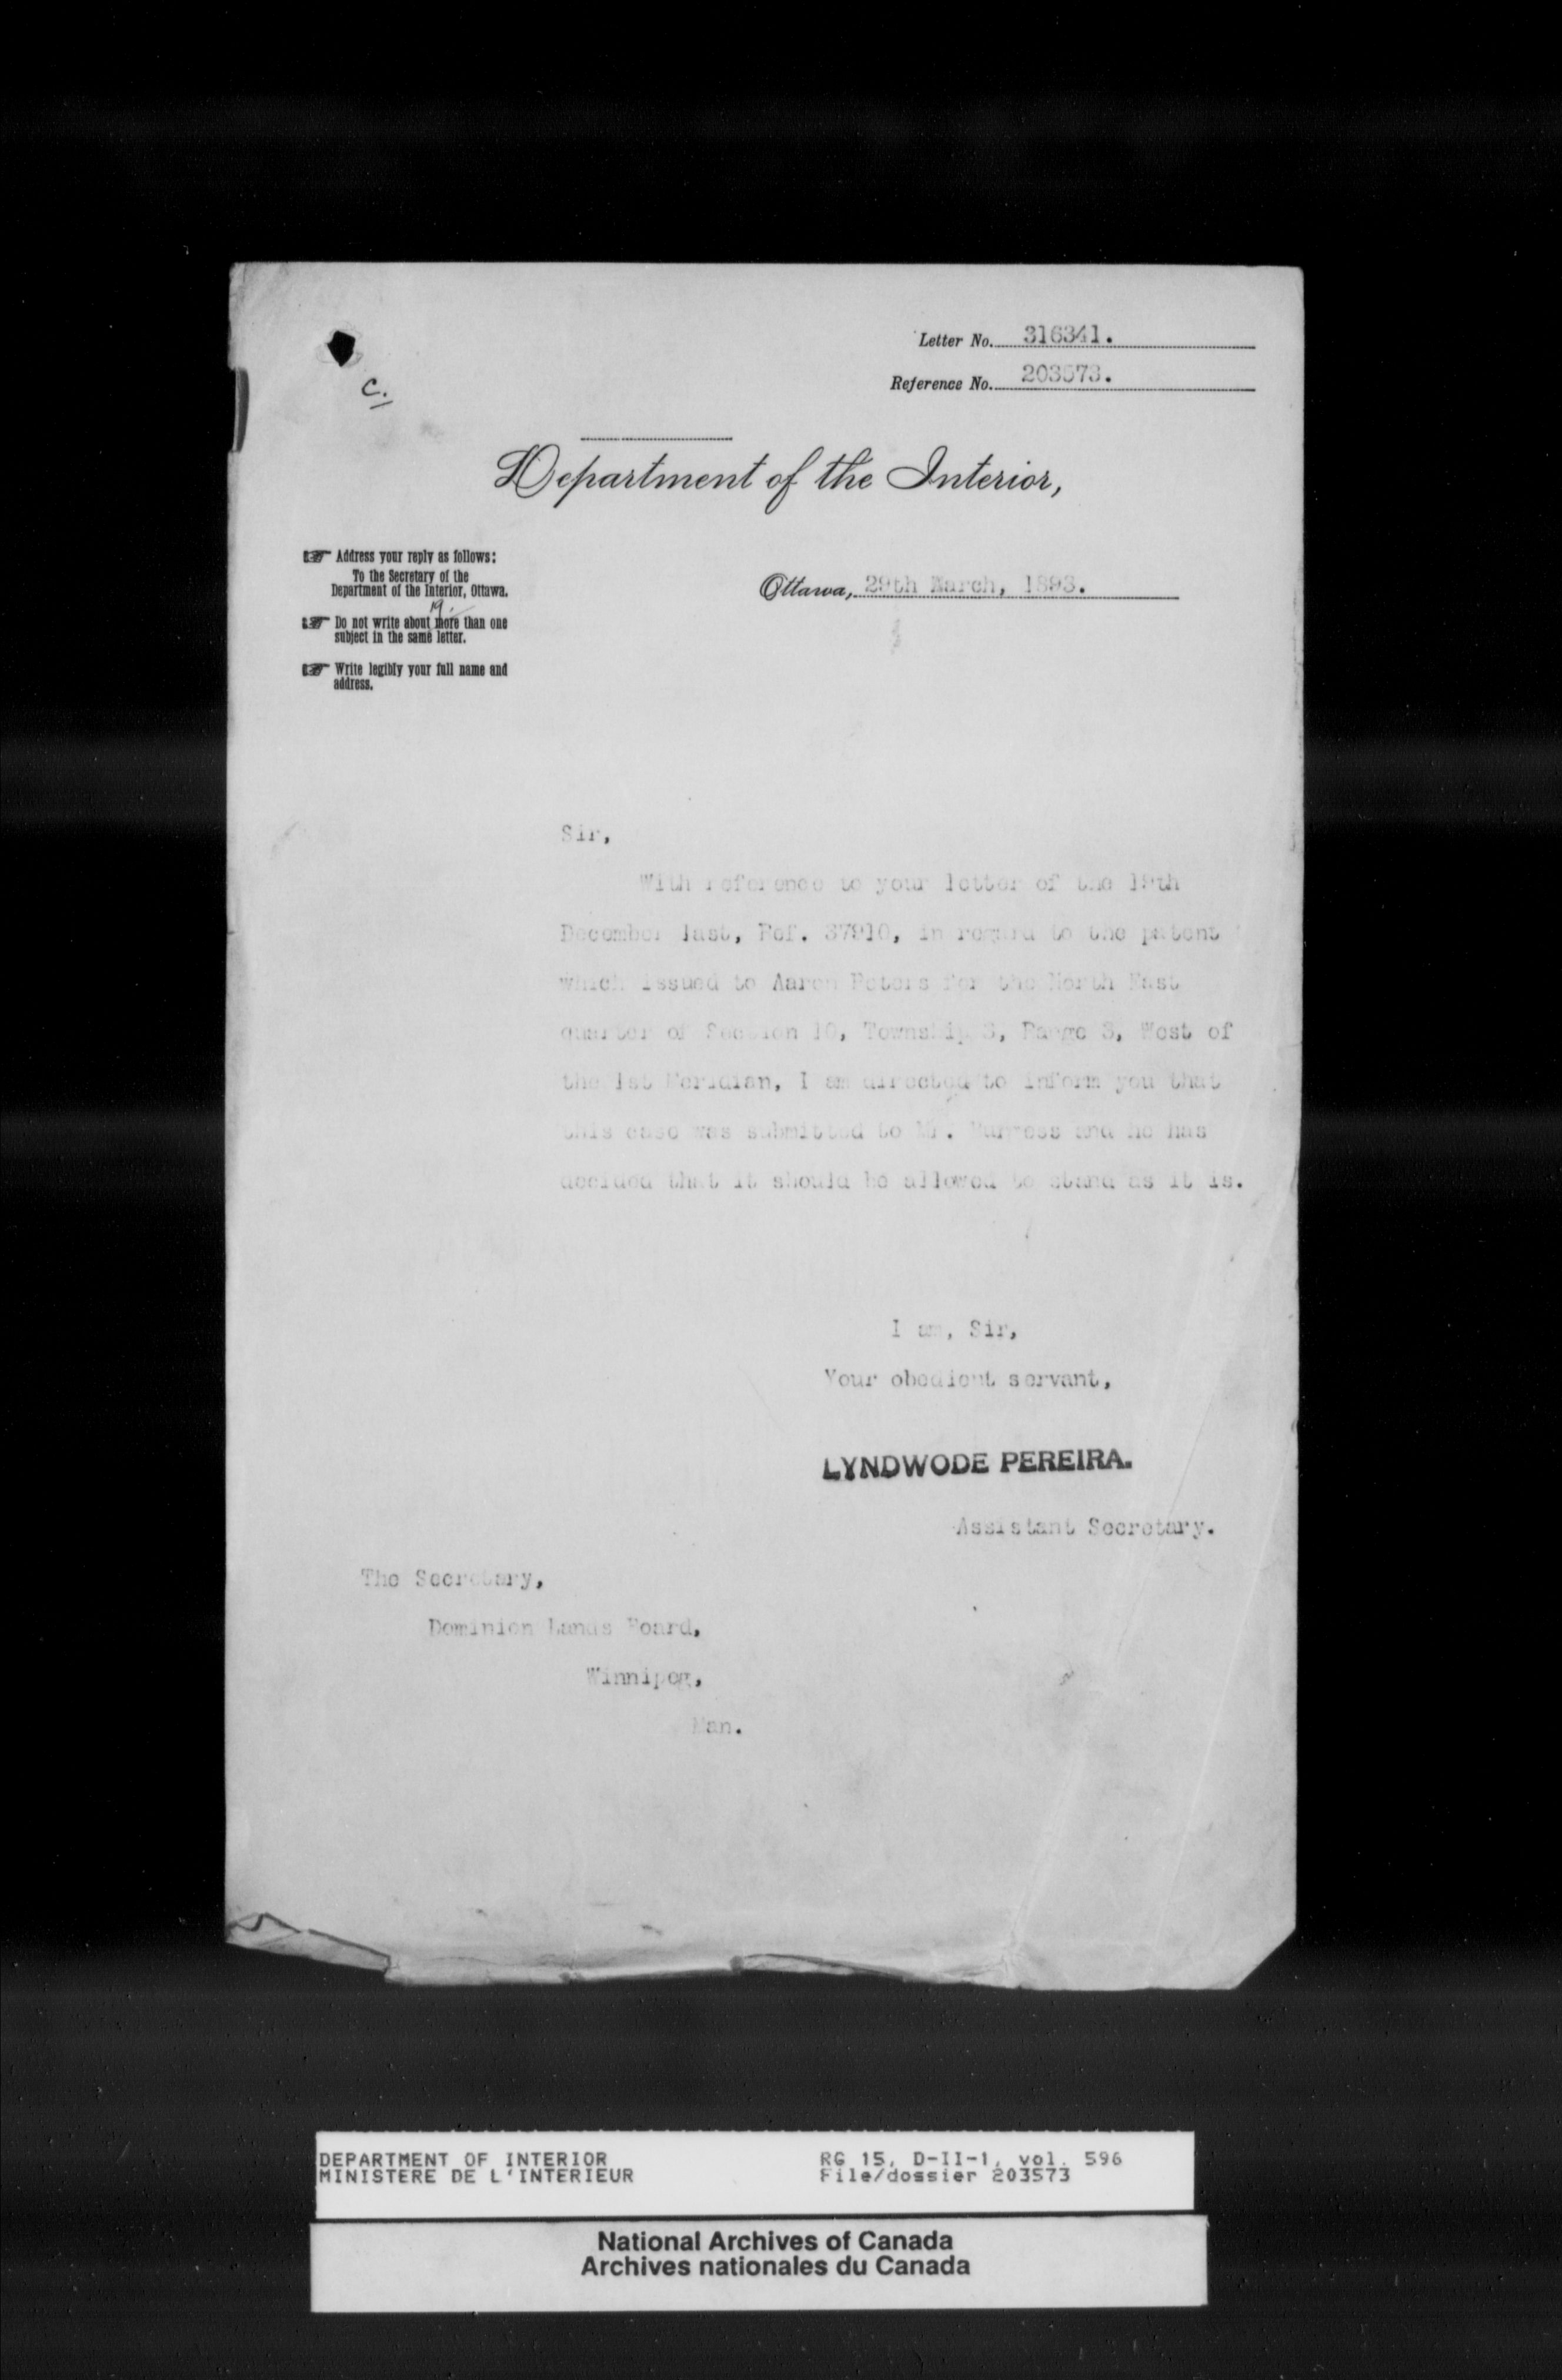 Letter No. 316341.
Reference No. 203573.
C.
Department of the Interior,
Address your reply as follows:
To the Secretary of the
Department of the Interior, Ottawa.
Do not write about more than one
subject in the same letter.
Write legibly your full name and
address.
Ottawa, 29th March, 1893.
Sir,
With reference to your letter of the 19th
December last, Ref. 37910, in regard to the patent
which issued to Aaron Peters for the North East
quarter of Section 10, Township 3, Range 3, West of
the 1st Meridian, I am directed to inform you that
this case was submitted to Mr. Burgess and he has
decided that it should be allowed to stand as it is.
I am, Sir,
Your obedient servant,
LYNDWODE PEREIRA.
Assistant Secretary.
The Secretary,
Dominion Lands Board,
Winnipeg,
Man.
DEPARTMENT OF INTERIOR
MINISTERE DE L'INTERIEUR
RG 15, D-II-1, vol. 596
File/dossier 203573
National Archives of Canada
Archives nationales du Canada